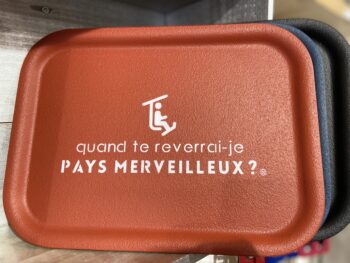 quand te reverrai-je
PAYS MERVEILLEUX?®